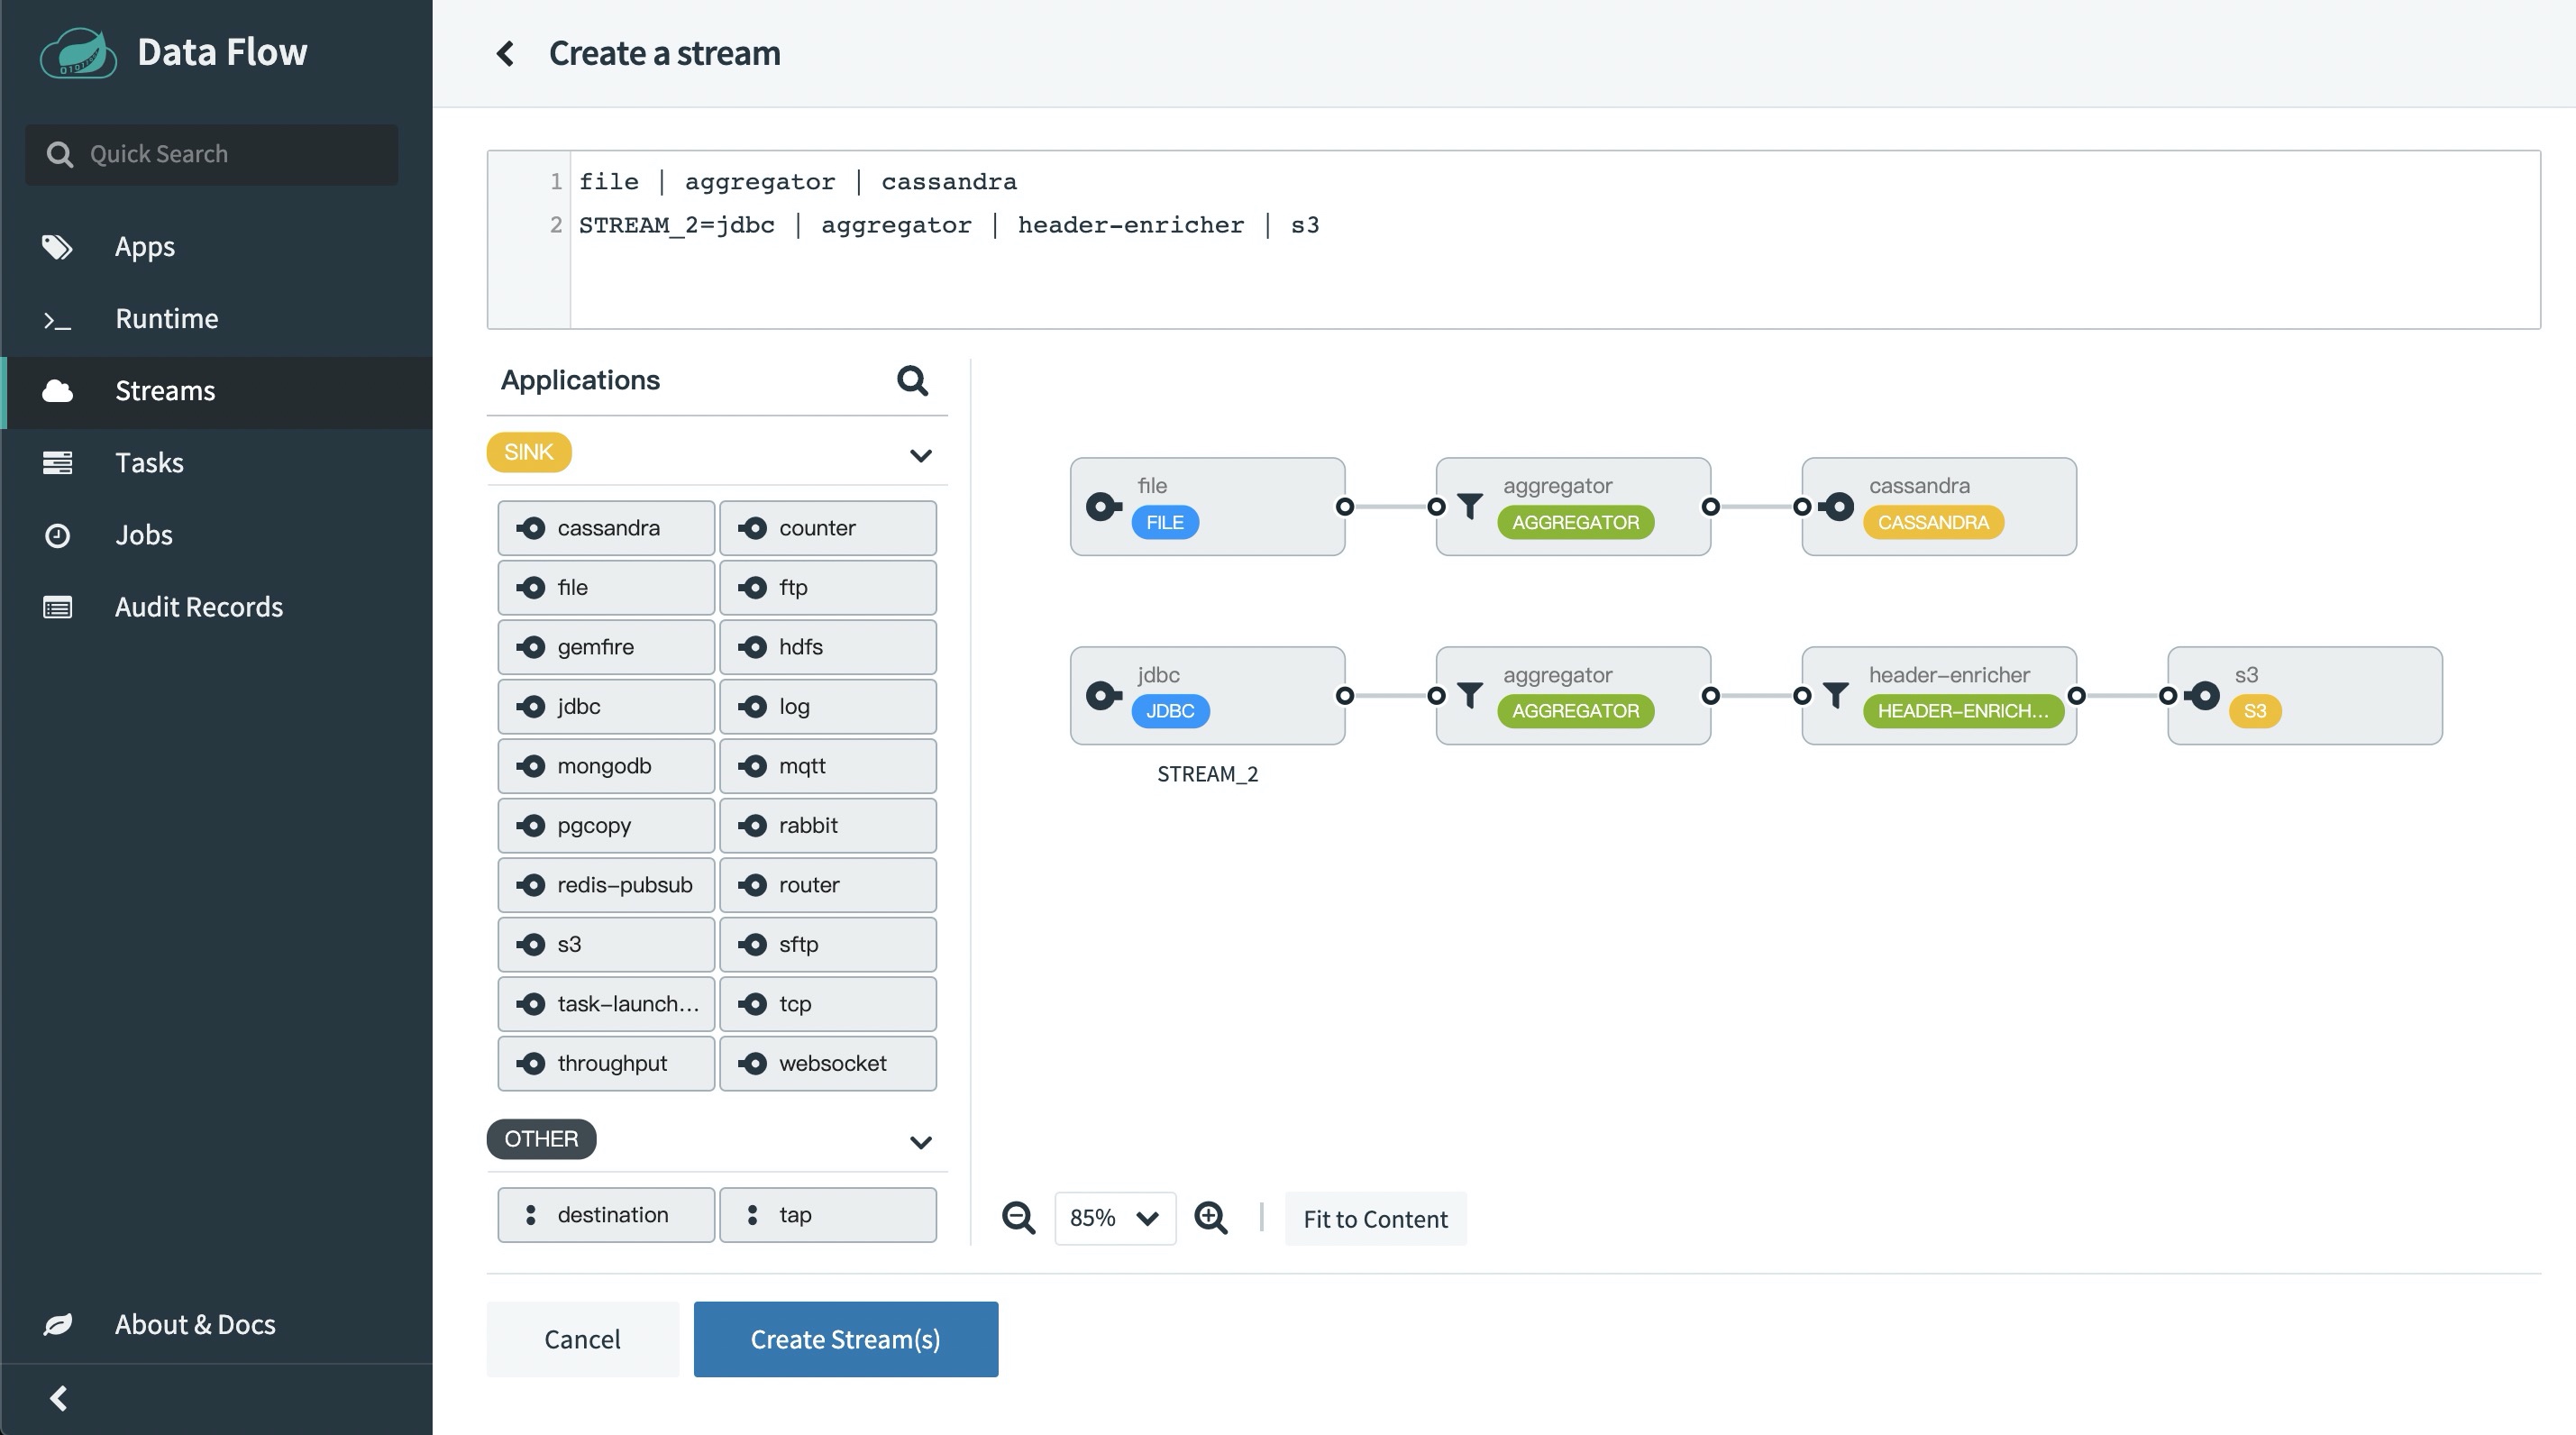 Data Flow
Quick Search
Apps
Runtime
Streams
Tasks
Jobs
Audit Records
About & Docs
Create a stream
1 file | aggregator | cassandra
2 STREAM_2=jdbc | aggregator | header-enricher | s3
Applications
SINK
cassandra counter
file ftp
gemfire hdfs
jdbc log
mongodb mqtt
pgcopy rabbit
redis-pubsub router
s3 sftp
task-launch... tcp
throughput websocket
OTHER
destination tap
file aggregator cassandra
FILE AGGREGATOR CASSANDRA
jdbc aggregator header-enricher s3
JDBC AGGREGATOR HEADER-ENRICH... S3
STREAM_2
85% Fit to Content
Cancel Create Stream(s)